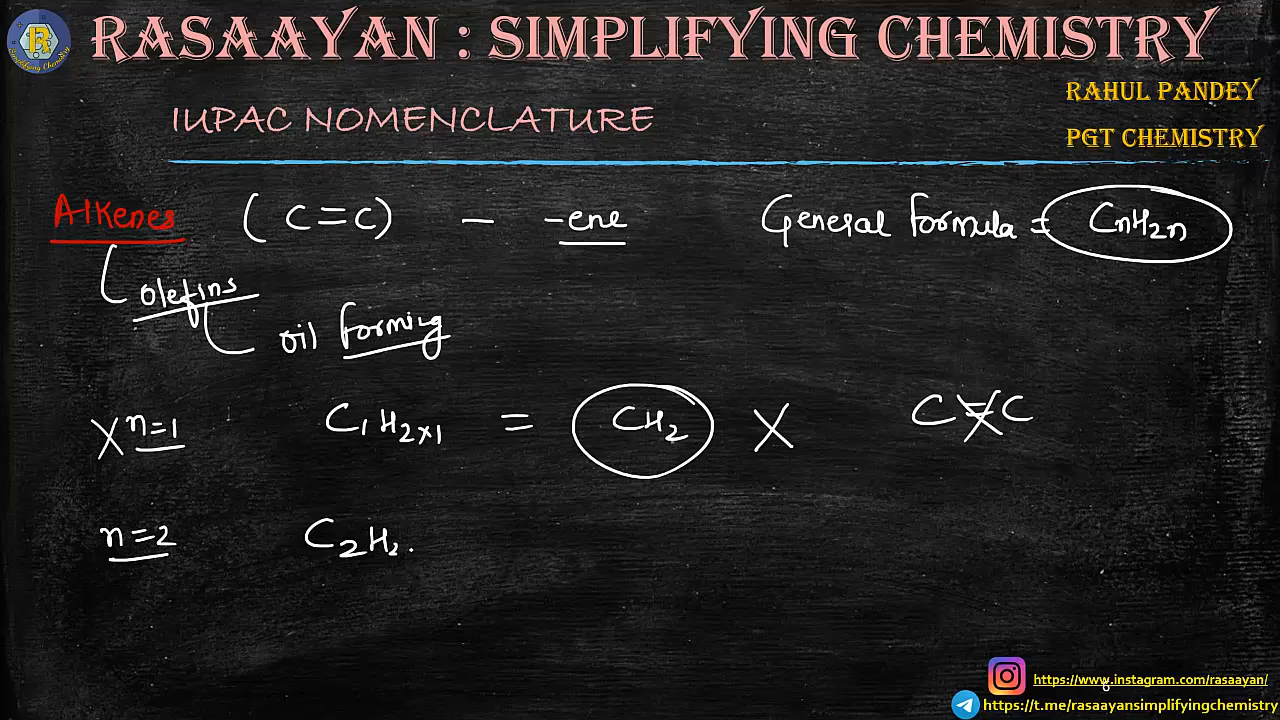 RASAAYAN : SIMPLIFYING CHEMISTRY
RAHUL PANDEY
IUPAC NOMENCLATURE
PGT CHEMISTRY
Alkenes (C=C) - -ene General formula = CnH2n
olefins
oil forming
X n=1 C1H2x1 = CH2 X C=C
n=2 C2H2.
https://www.instagram.com/rasaayan/
https://t.me/rasaayansimplifyingchemistry